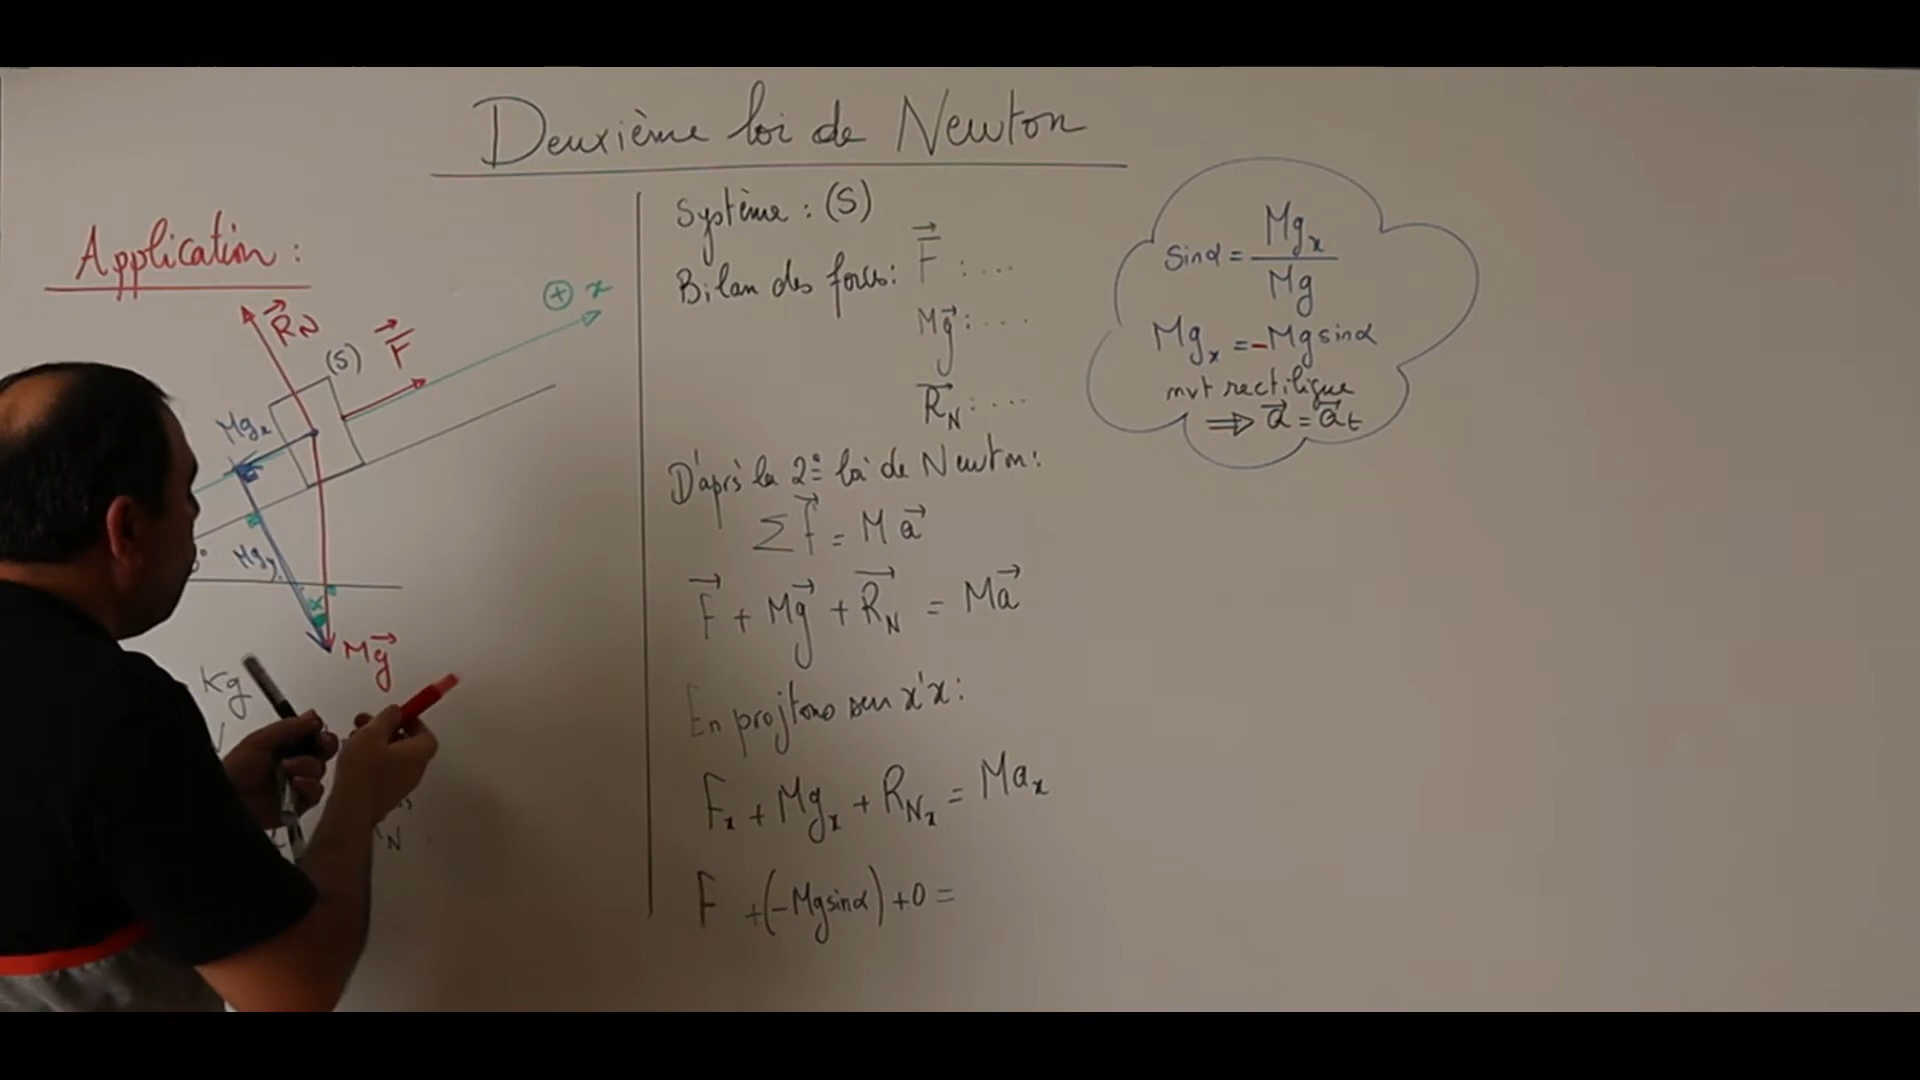 Deuxième loi de Newton
Application :
R⃗N
(S)
F⃗
⊕ x
Mgx
Mgy
α
Mg⃗
Kg
N
Système : (S)
Bilan des forces : F⃗ : ...
Mg⃗ : ...
R⃗N : ...
D'après la 2e loi de Newton :
Σf⃗ = Ma⃗
F⃗ + Mg⃗ + R⃗N = Ma⃗
En projtons sur x'x :
Fx + Mgx + RNx = Max
F + (-Mgsinα) + 0 =
Sinα = Mgx / Mg
Mgx = -Mgsinα
mvt rectiligue
⟹ a⃗ = a⃗t